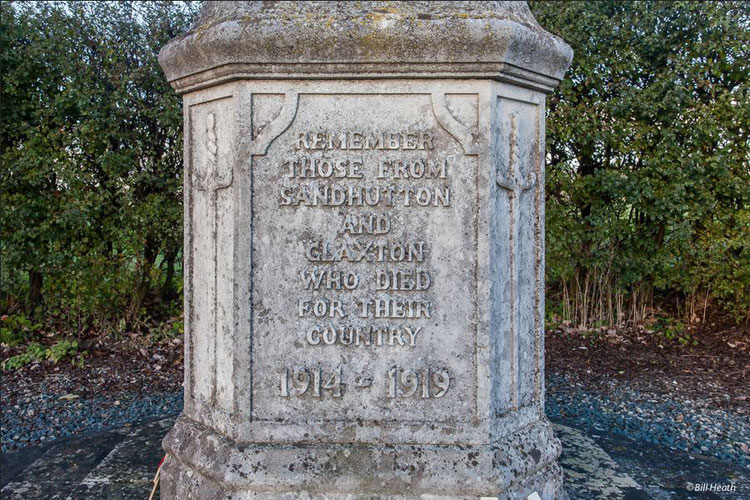 REMEMBER
THOSE FROM
SANDHUTTON
AND
CLAXTON
WHO DIED
FOR THEIR
COUNTRY
1914 - 1919
©Bill Heath